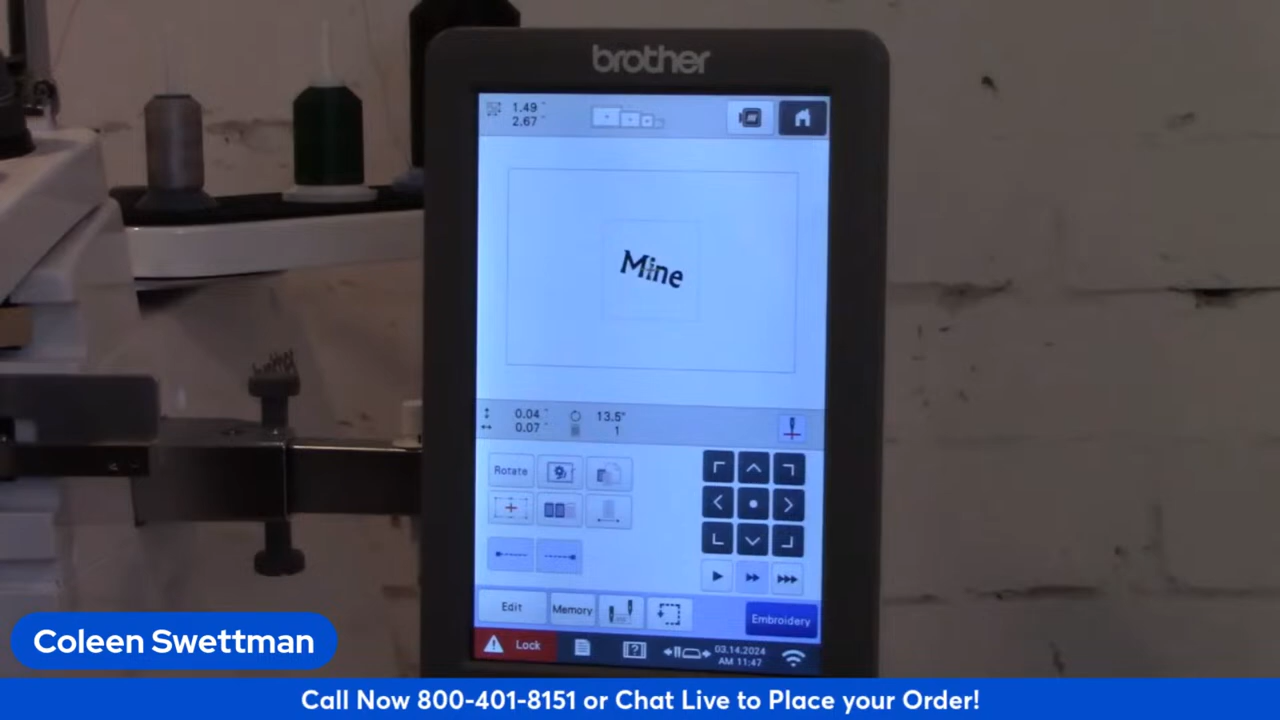 brother
1.49 "
2.67 "
Mine
0.04 "
0.07 "
13.5°
1
Rotate
Edit
Memory
Embroidery
Lock
03.14.2024
AM 11:47
Coleen Swettman
Call Now 800-401-8151 or Chat Live to Place your Order!